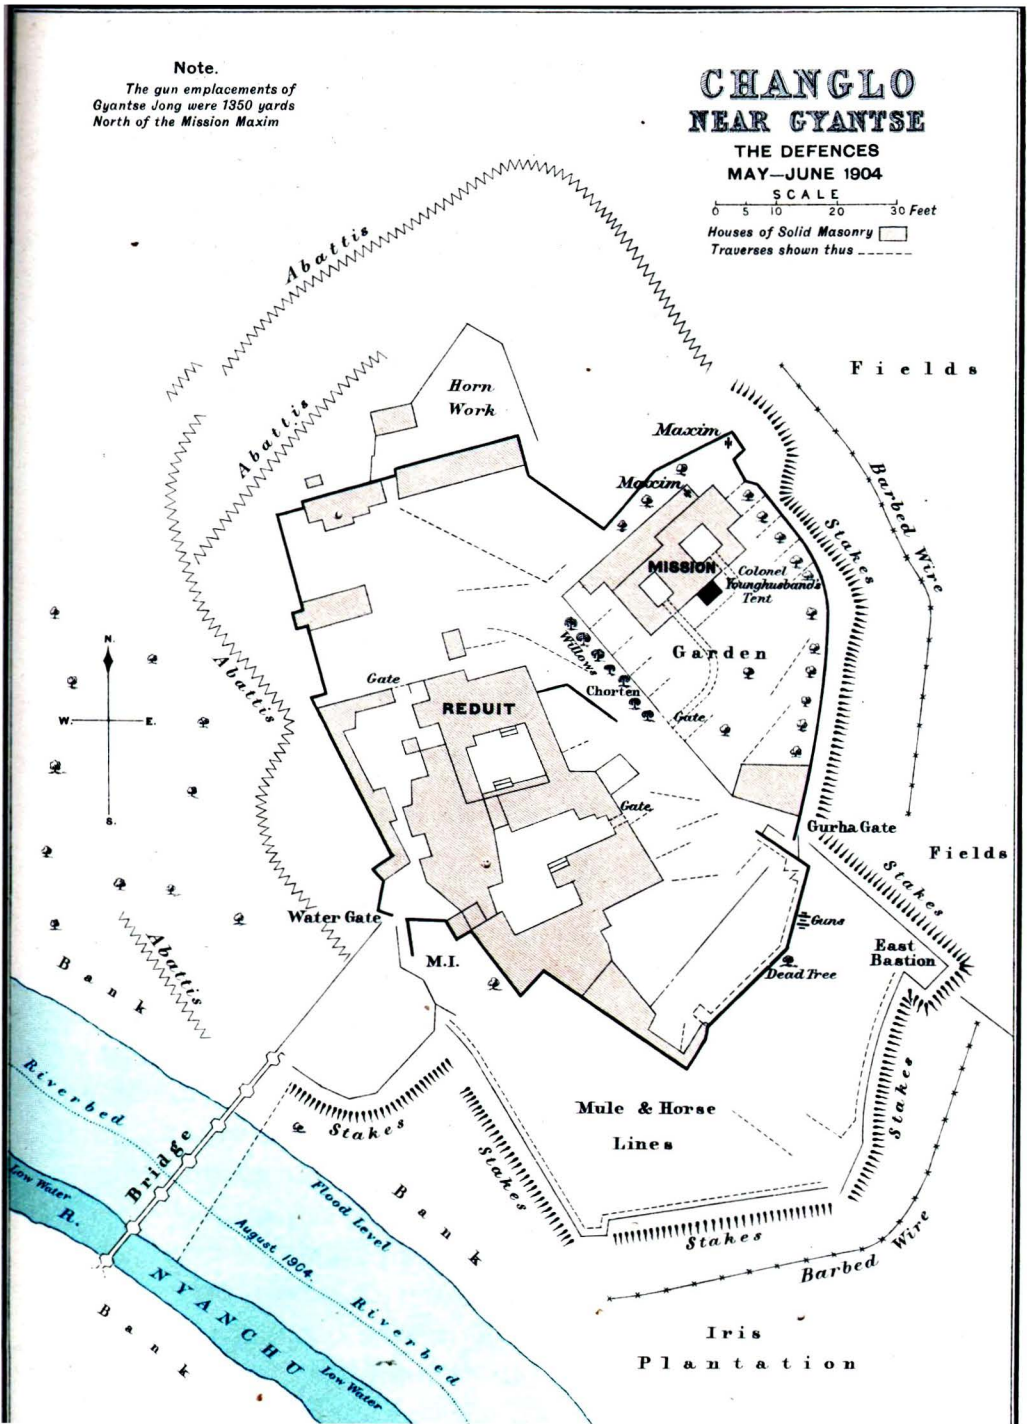 Note.
The gun emplacements of
Gyantse Jong were 1350 yards
North of the Mission Maxim
CHANGLO
NEAR GYANTSE
THE DEFENCES
MAY—JUNE 1904
SCALE
0 5 10 20 30 Feet
Houses of Solid Masonry
Traverses shown thus
Abattis
Fields
Horn
Work
Abattis
Maxim
Maxim
Barbed Wire
Stakes
MISSION
Colonel
Younghusband's
Tent
Willows
Garden
N.
W. E.
S.
Abattis
Gate
Chorten
REDUIT
Gate
Gate
Gurha Gate
Fields
Stakes
Water Gate
Guns
East
Bastion
M.I.
Dead Tree
Abattis
Bank
Riverbed
Stakes
Mule & Horse
Lines
Stakes
Stakes
Bridge
Low Water
R.
Flood Level
Bank
August 1904.
Stakes
Barbed Wire
NYANCHU
Riverbed
Bank
Low Water
Iris
Plantation